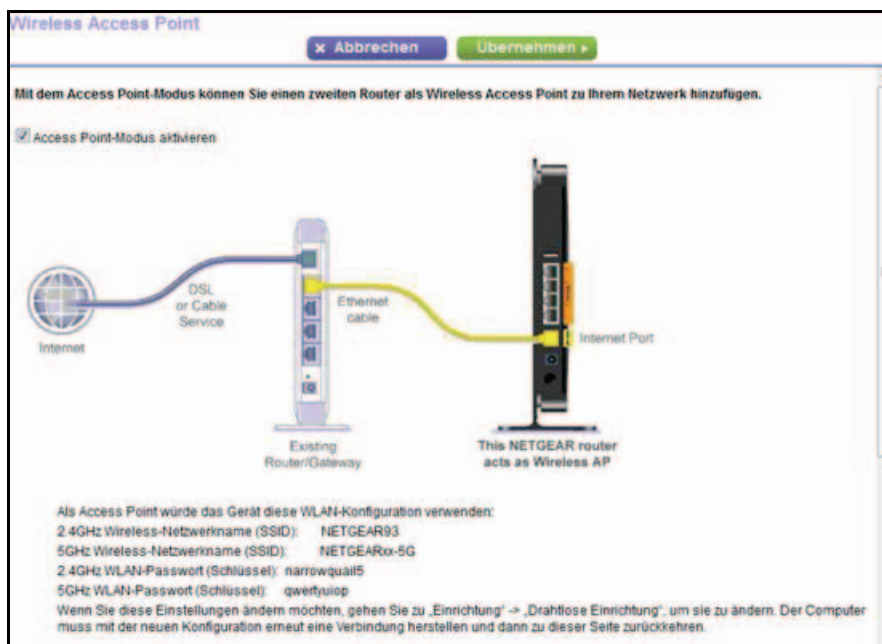 Wireless Access Point
× Abbrechen
Übernehmen ▸
Mit dem Access Point-Modus können Sie einen zweiten Router als Wireless Access Point zu Ihrem Netzwerk hinzufügen.
Access Point-Modus aktivieren
DSL
or Cable
Service
Ethernet
cable
Internet
Internet Port
Existing
Router/Gateway
This NETGEAR router
acts as Wireless AP
Als Access Point würde das Gerät diese WLAN-Konfiguration verwenden:
2.4GHz Wireless-Netzwerkname (SSID): NETGEAR93
5GHz Wireless-Netzwerkname (SSID): NETGEARxx-5G
2.4GHz WLAN-Passwort (Schlüssel): narrowquail5
5GHz WLAN-Passwort (Schlüssel): qwertyuiop
Wenn Sie diese Einstellungen ändern möchten, gehen Sie zu „Einrichtung“ -> „Drahtlose Einrichtung“, um sie zu ändern. Der Computer
muss mit der neuen Konfiguration erneut eine Verbindung herstellen und dann zu dieser Seite zurückkehren.